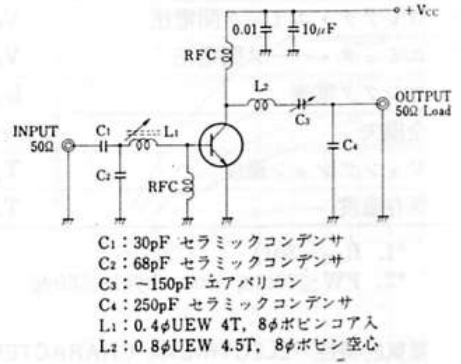 +Vcc
0.01 10μF
RFC
L₂
OUTPUT
50Ω Load
C₃
INPUT
50Ω
C₁
L₁
C₂
RFC
C₄
C₁：30pF セラミックコンデンサ
C₂：68pF セラミックコンデンサ
C₃：~150pF エアバリコン
C₄：250pF セラミックコンデンサ
L₁：0.4φUEW 4T, 8φボビンコア入
L₂：0.8φUEW 4.5T, 8φボビン空心